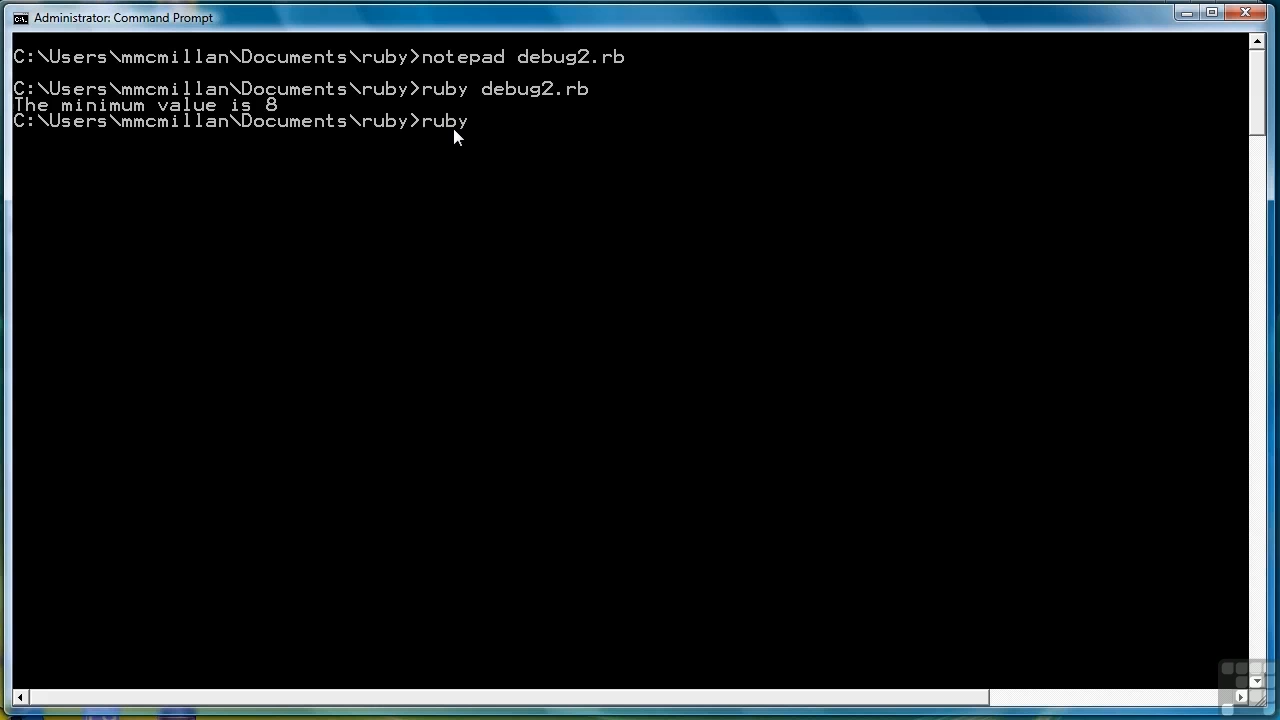 Administrator: Command Prompt
C:\Users\mmcmillan\Documents\ruby>notepad debug2.rb
C:\Users\mmcmillan\Documents\ruby>ruby debug2.rb
The minimum value is 8
C:\Users\mmcmillan\Documents\ruby>ruby